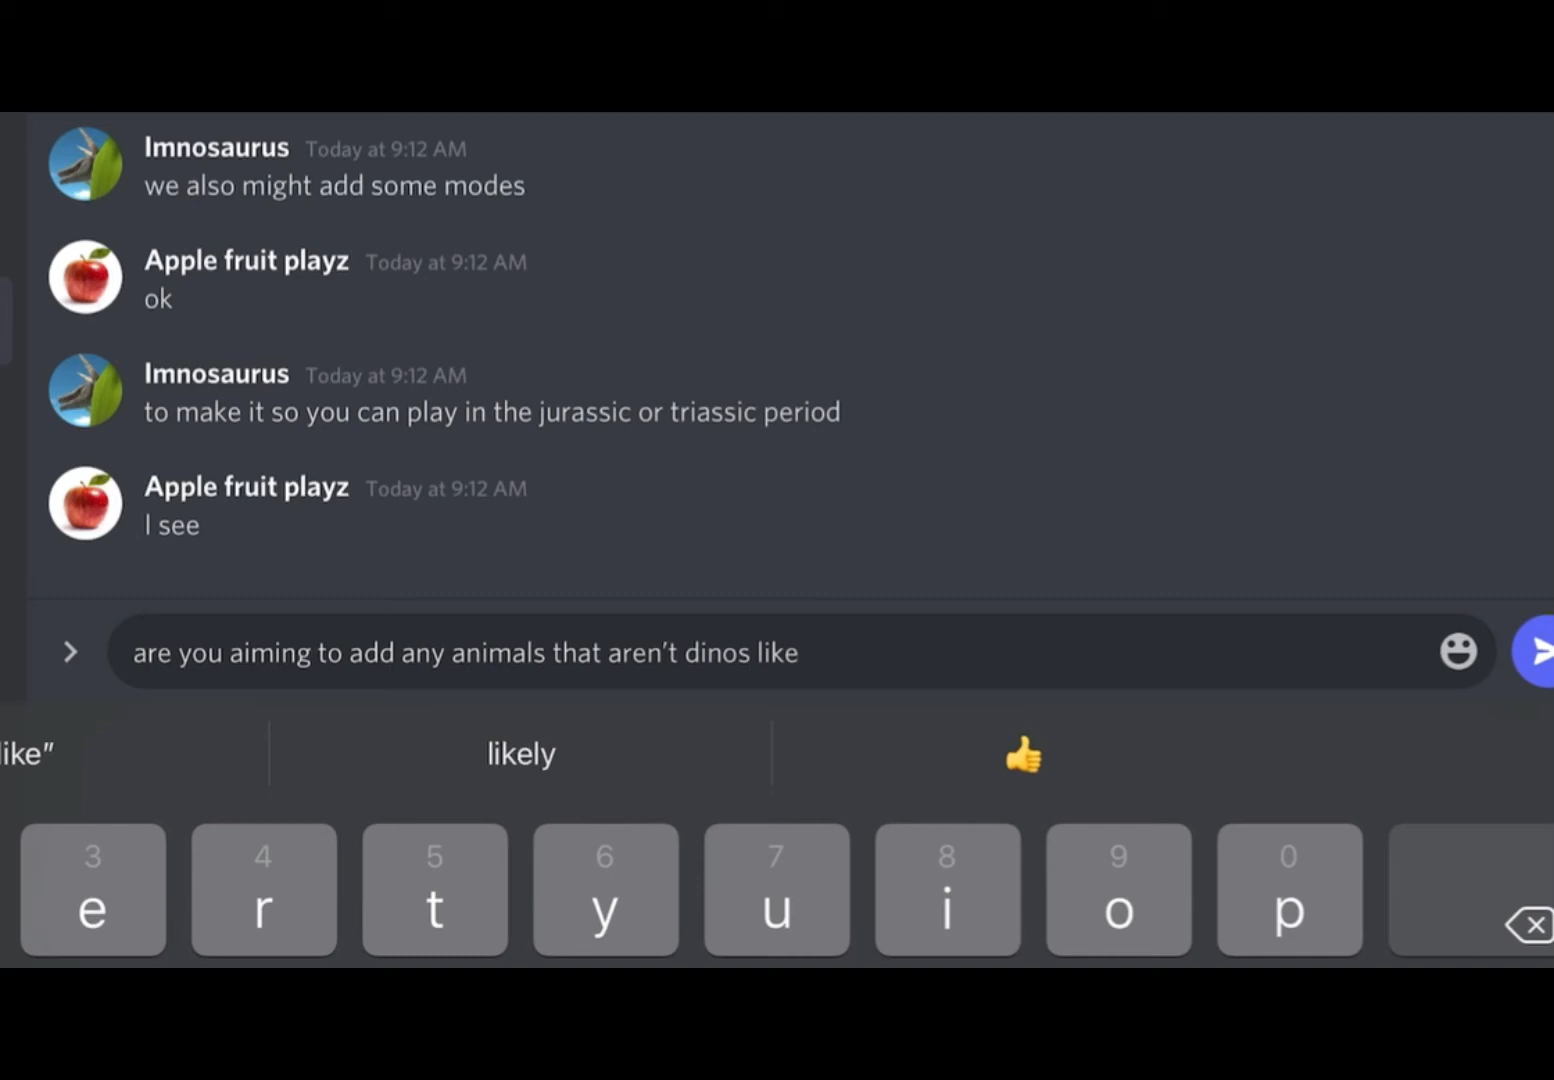 Imnosaurus Today at 9:12 AM
we also might add some modes
Apple fruit playz Today at 9:12 AM
ok
Imnosaurus Today at 9:12 AM
to make it so you can play in the jurassic or triassic period
Apple fruit playz Today at 9:12 AM
I see
are you aiming to add any animals that aren't dinos like
like" likely 👍
3 4 5 6 7 8 9 0
e r t y u i o p